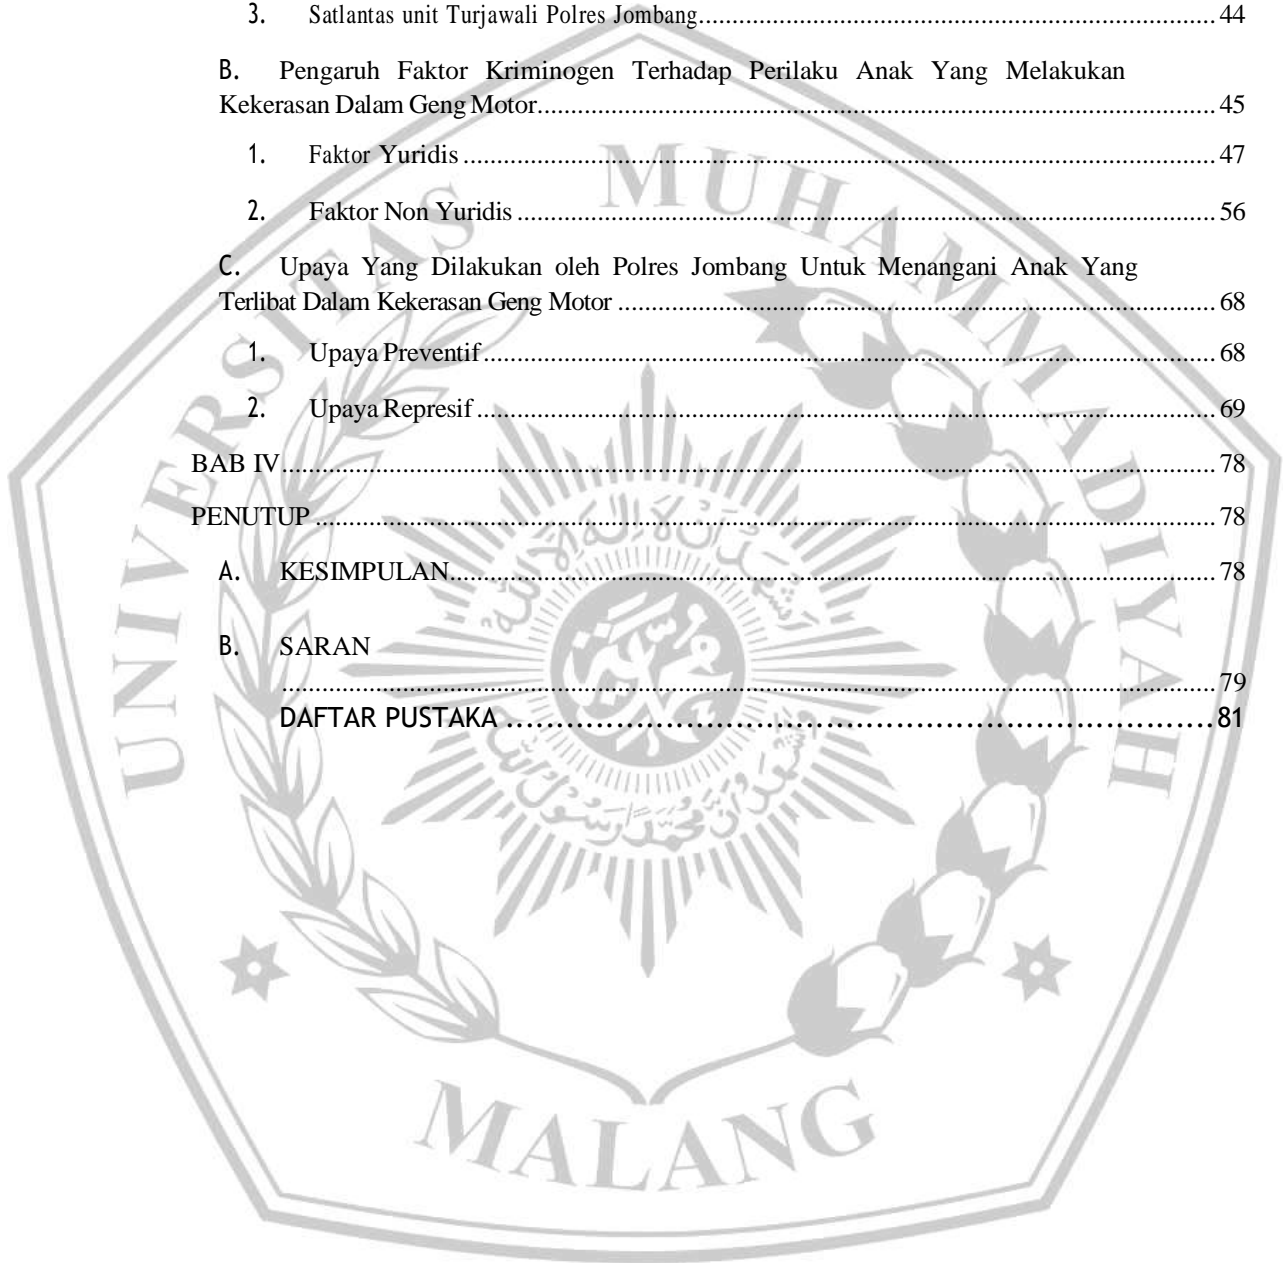 3. Satlantas unit Turjawali Polres Jombang.................................................................................. 44
B. Pengaruh Faktor Kriminogen Terhadap Perilaku Anak Yang Melakukan
Kekerasan Dalam Geng Motor......................................................................................................... 45
1. Faktor Yuridis .................................................................................................................. 47
2. Faktor Non Yuridis .......................................................................................................... 56
C. Upaya Yang Dilakukan oleh Polres Jombang Untuk Menangani Anak Yang
Terlibat Dalam Kekerasan Geng Motor ........................................................................................... 68
1. Upaya Preventif................................................................................................................ 68
2. Upaya Represif ................................................................................................................. 69
BAB IV............................................................................................................................................. 78
PENUTUP ........................................................................................................................................ 78
A. KESIMPULAN.................................................................................................................... 78
B. SARAN
............................................................................................................................................. 79
DAFTAR PUSTAKA ........................................................................ 81
UNIVERSITAS MUHAMMADIYAH
MALANG